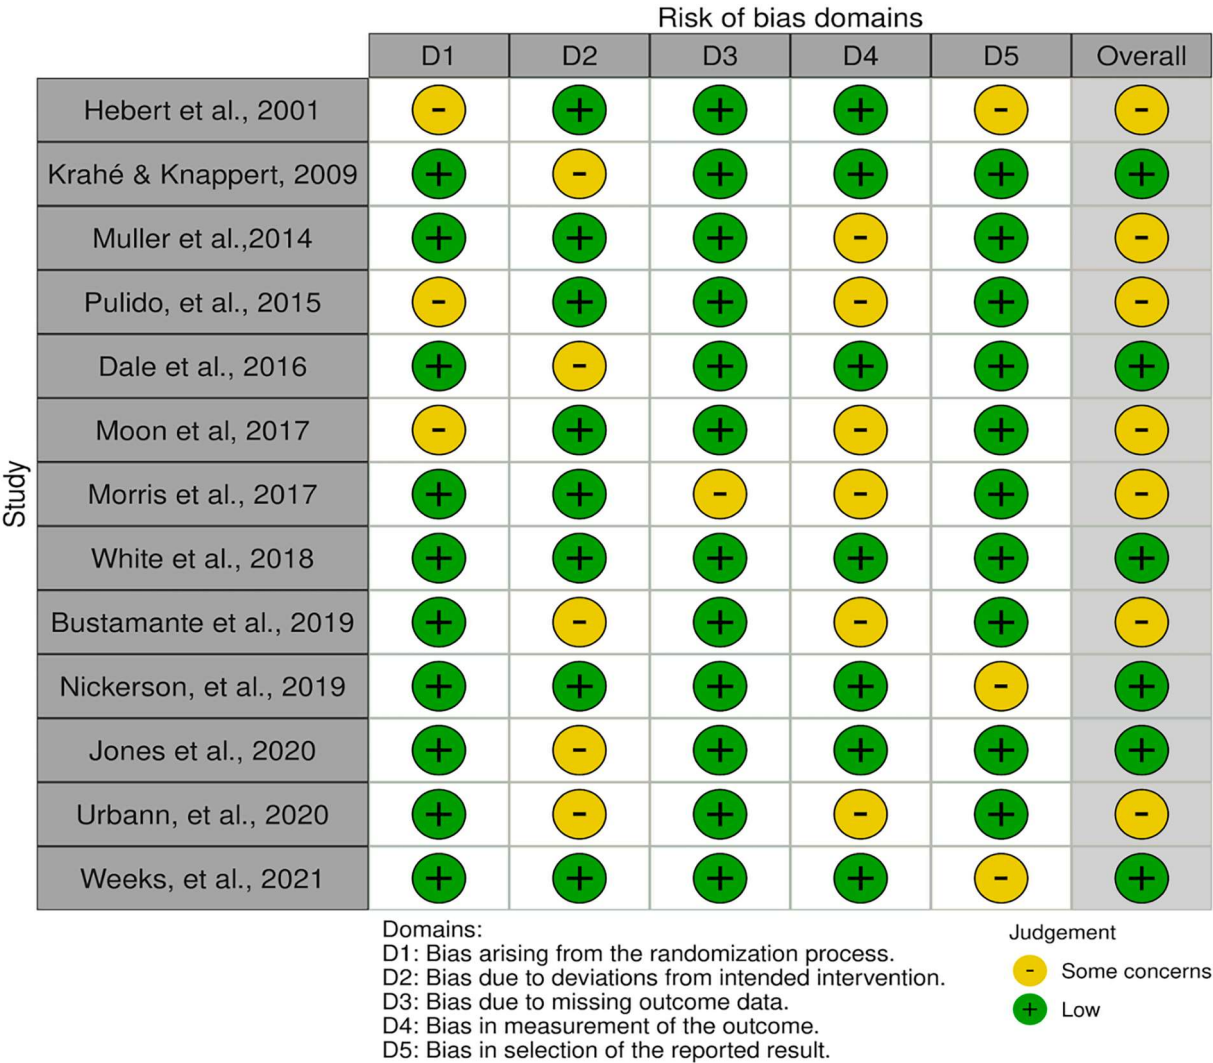 Risk of bias domains
D1 D2 D3 D4 D5 Overall
Hebert et al., 2001 - + + + - -
Krahé & Knappert, 2009 + - + + + +
Muller et al.,2014 + + + - + -
Pulido, et al., 2015 - + + - + -
Dale et al., 2016 + - + + + +
Moon et al, 2017 - + + - + -
Morris et al., 2017 + + - - + -
White et al., 2018 + + + + + +
Bustamante et al., 2019 + - + - + -
Nickerson, et al., 2019 + + + + - +
Jones et al., 2020 + - + + + +
Urbann, et al., 2020 + - + - + -
Weeks, et al., 2021 + + + + - +
Study
Domains:
D1: Bias arising from the randomization process.
D2: Bias due to deviations from intended intervention.
D3: Bias due to missing outcome data.
D4: Bias in measurement of the outcome.
D5: Bias in selection of the reported result.
Judgement
- Some concerns
+ Low